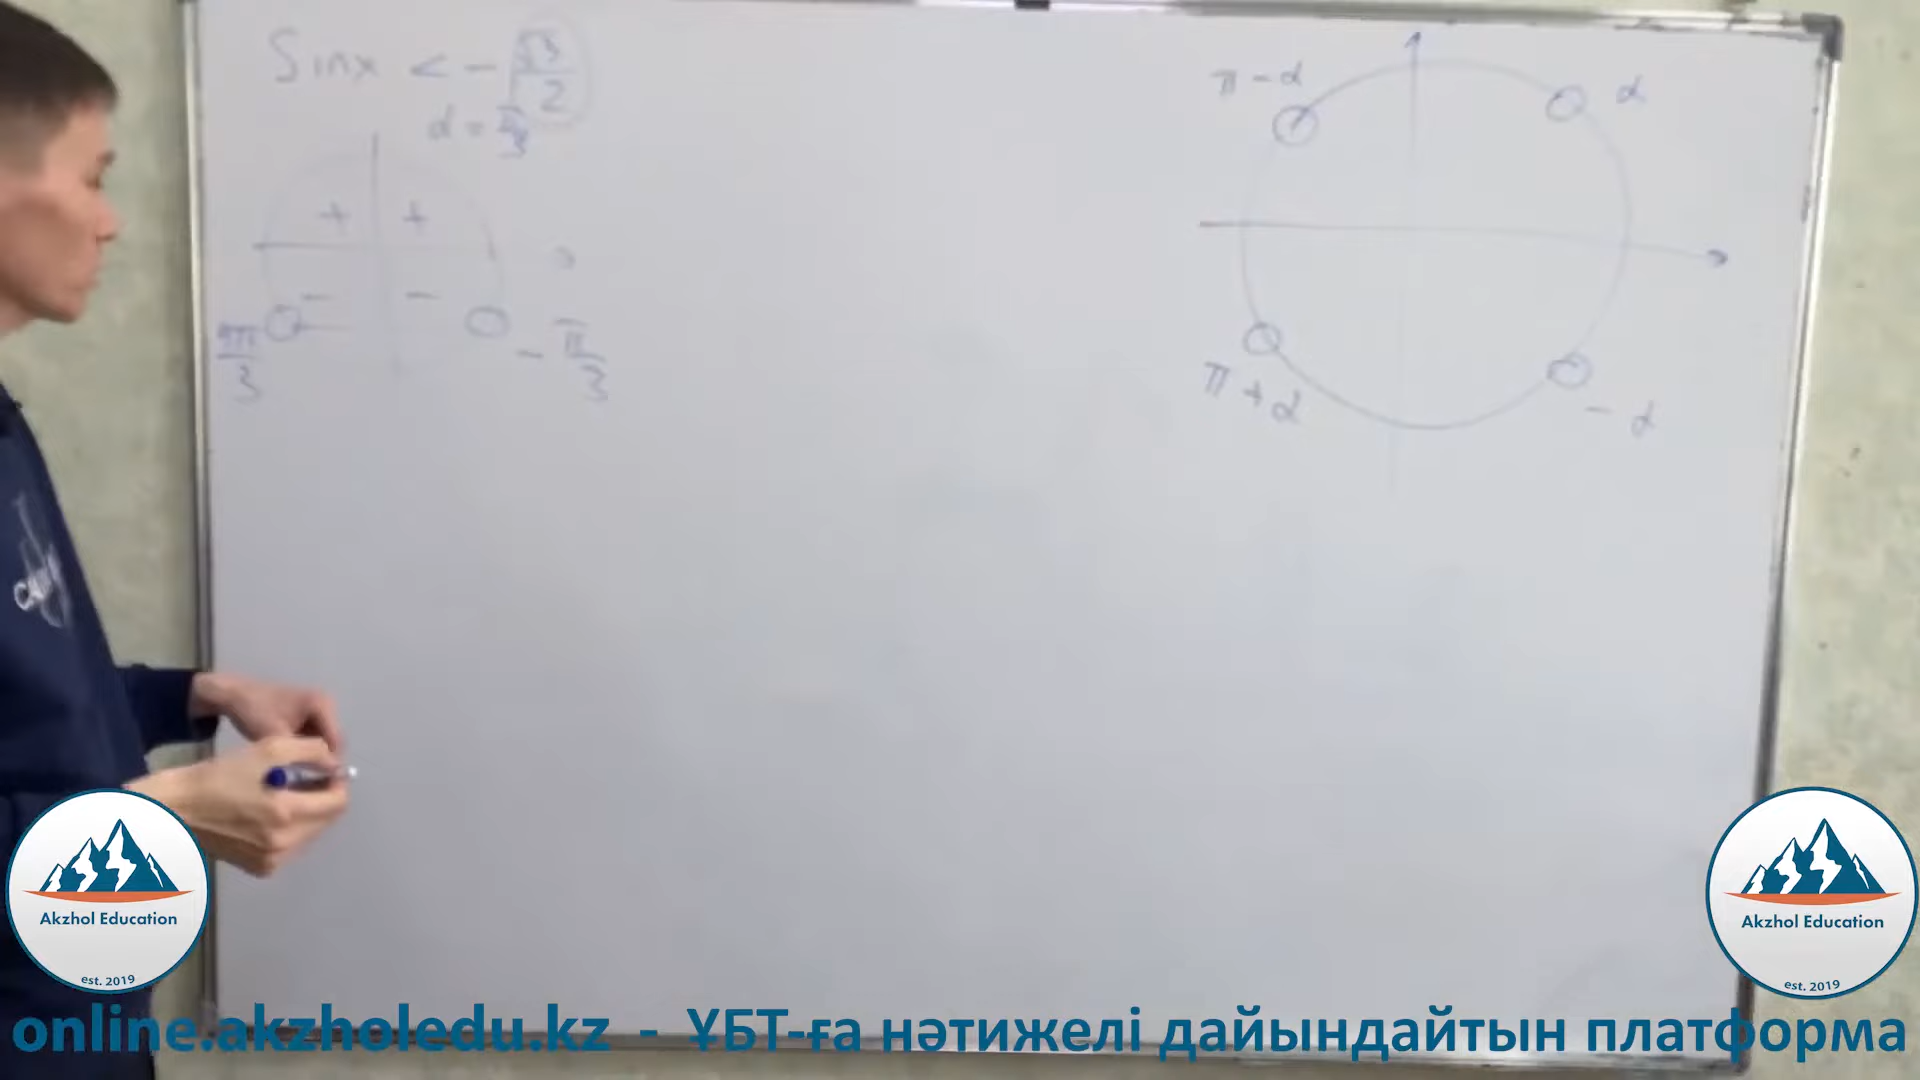 Sinx < - √3/2
α = π/3
+ +
- -
4π/3
- π/3
π - α
α
π + α
- α
Akzhol Education
est. 2019
Akzhol Education
est. 2019
online.akzholedu.kz - ҰБТ-ға нәтижелі дайындайтын платформа